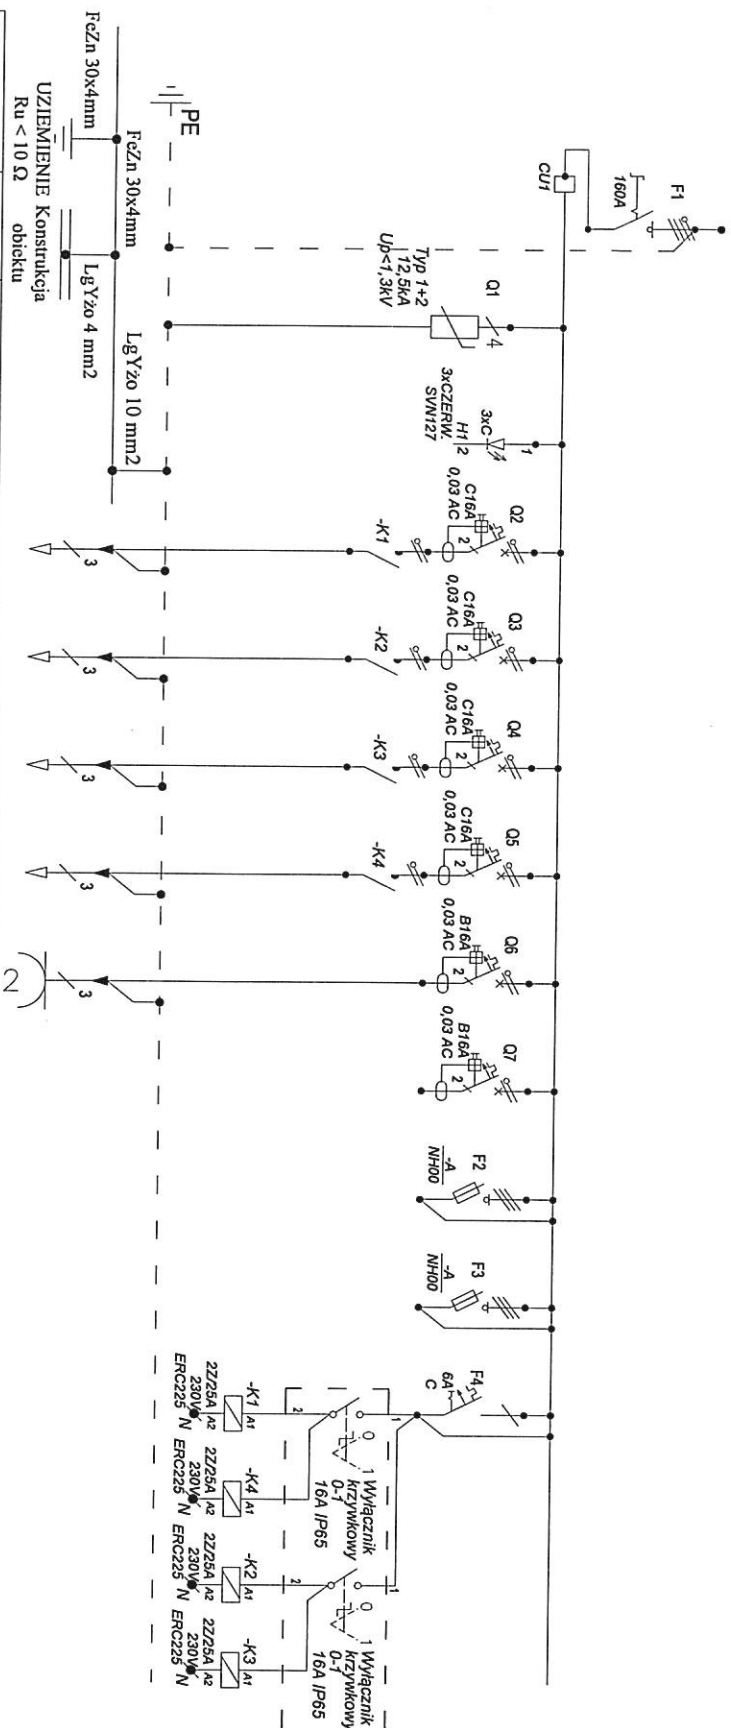 F1
160A
CU1
PE
FeZn 30x4mm
FeZn 30x4mm
UZIEMIENIE Konstrukcja
Ru < 10 Ω obiektu
LgYżo 4 mm2
LgYżo 10 mm2
Q1
4
Typ 1+2
12,5kA
Up<1,3kV
1
3xC
H1 2
3xCZERW.
SVN127
Q2
C16A
0,03 AC
2
-K1
3
Q3
C16A
0,03 AC
2
-K2
3
Q4
C16A
0,03 AC
2
-K3
3
Q5
C16A
0,03 AC
2
-K4
3
Q6
B16A
0,03 AC
2
3
2
Q7
B16A
0,03 AC
2
F2
-A
NH00
F3
-A
NH00
F4
6A
C
1
2
0
1 Wyłącznik
krzywkowy
0-1
16A IP65
1
2
0
1 Wyłącznik
krzywkowy
0-1
16A IP65
-K1
A1
2Z/25A A2
230V
ERC225 N
-K4
A1
2Z/25A A2
230V
ERC225 N
-K2
A1
2Z/25A A2
230V
ERC225 N
-K3
A1
2Z/25A A2
230V
ERC225 N